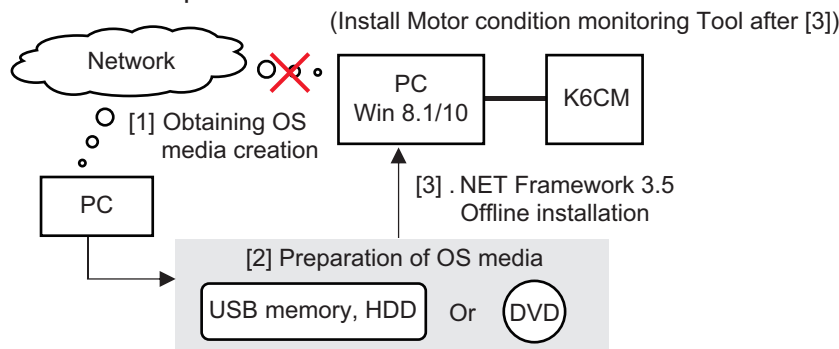 (Install Motor condition monitoring Tool after [3])
Network
PC
Win 8.1/10
K6CM
[1] Obtaining OS
media creation
[3] . NET Framework 3.5
Offline installation
PC
[2] Preparation of OS media
USB memory, HDD
Or
DVD